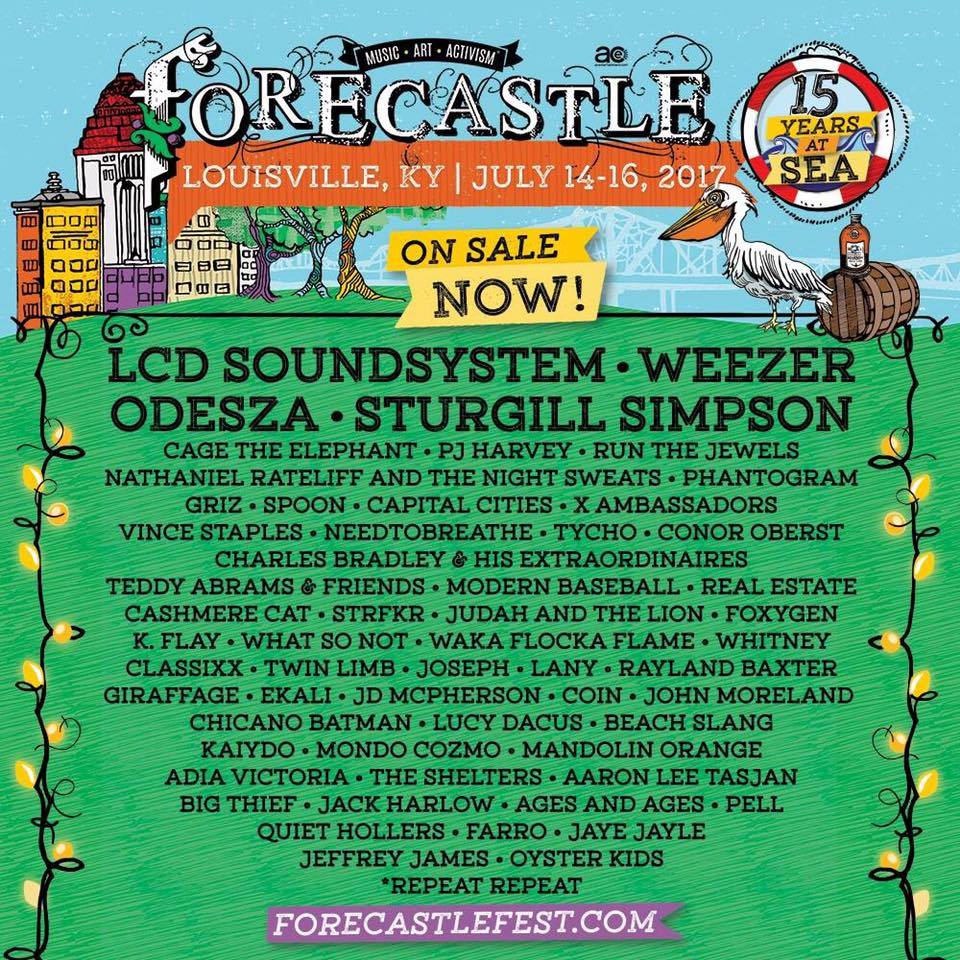 MUSIC • ART • ACTIVISM
ae
FORECASTLE
LOUISVILLE, KY | JULY 14-16, 2017
15
YEARS
AT
SEA
ON SALE
NOW!
LCD SOUNDSYSTEM • WEEZER
ODESZA • STURGILL SIMPSON
CAGE THE ELEPHANT • PJ HARVEY • RUN THE JEWELS
NATHANIEL RATELIFF AND THE NIGHT SWEATS • PHANTOGRAM
GRIZ • SPOON • CAPITAL CITIES • X AMBASSADORS
VINCE STAPLES • NEEDTOBREATHE • TYCHO • CONOR OBERST
CHARLES BRADLEY & HIS EXTRAORDINAIRES
TEDDY ABRAMS & FRIENDS • MODERN BASEBALL • REAL ESTATE
CASHMERE CAT • STRFKR • JUDAH AND THE LION • FOXYGEN
K. FLAY • WHAT SO NOT • WAKA FLOCKA FLAME • WHITNEY
CLASSIXX • TWIN LIMB • JOSEPH • LANY • RAYLAND BAXTER
GIRAFFAGE • EKALI • JD MCPHERSON • COIN • JOHN MORELAND
CHICANO BATMAN • LUCY DACUS • BEACH SLANG
KAIYDO • MONDO COZMO • MANDOLIN ORANGE
ADIA VICTORIA • THE SHELTERS • AARON LEE TASJAN
BIG THIEF • JACK HARLOW • AGES AND AGES • PELL
QUIET HOLLERS • FARRO • JAYE JAYLE
JEFFREY JAMES • OYSTER KIDS
*REPEAT REPEAT
FORECASTLEFEST.COM